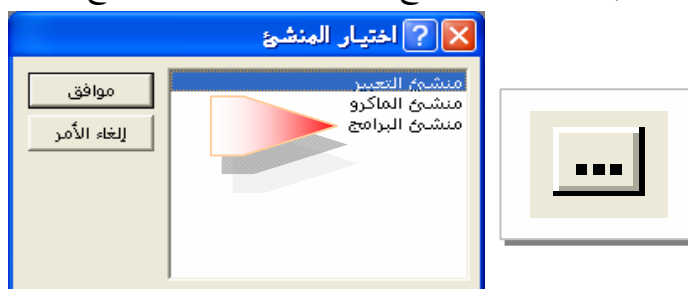 اختيار المنشئ
منشئ التعبير
منشئ الماكرو
منشئ البرامج
موافق
إلغاء الأمر
...